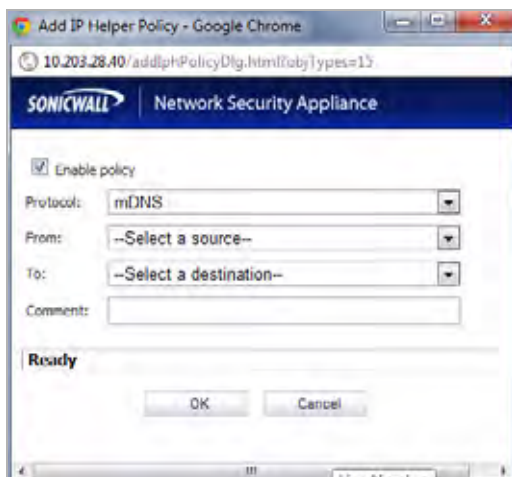 Add IP Helper Policy - Google Chrome
10.203.28.40/addIphPolicyDlg.html?objTypes=15
SONICWALL Network Security Appliance
Enable policy
Protocol: mDNS
From: --Select a source--
To: --Select a destination--
Comment:
Ready
OK Cancel